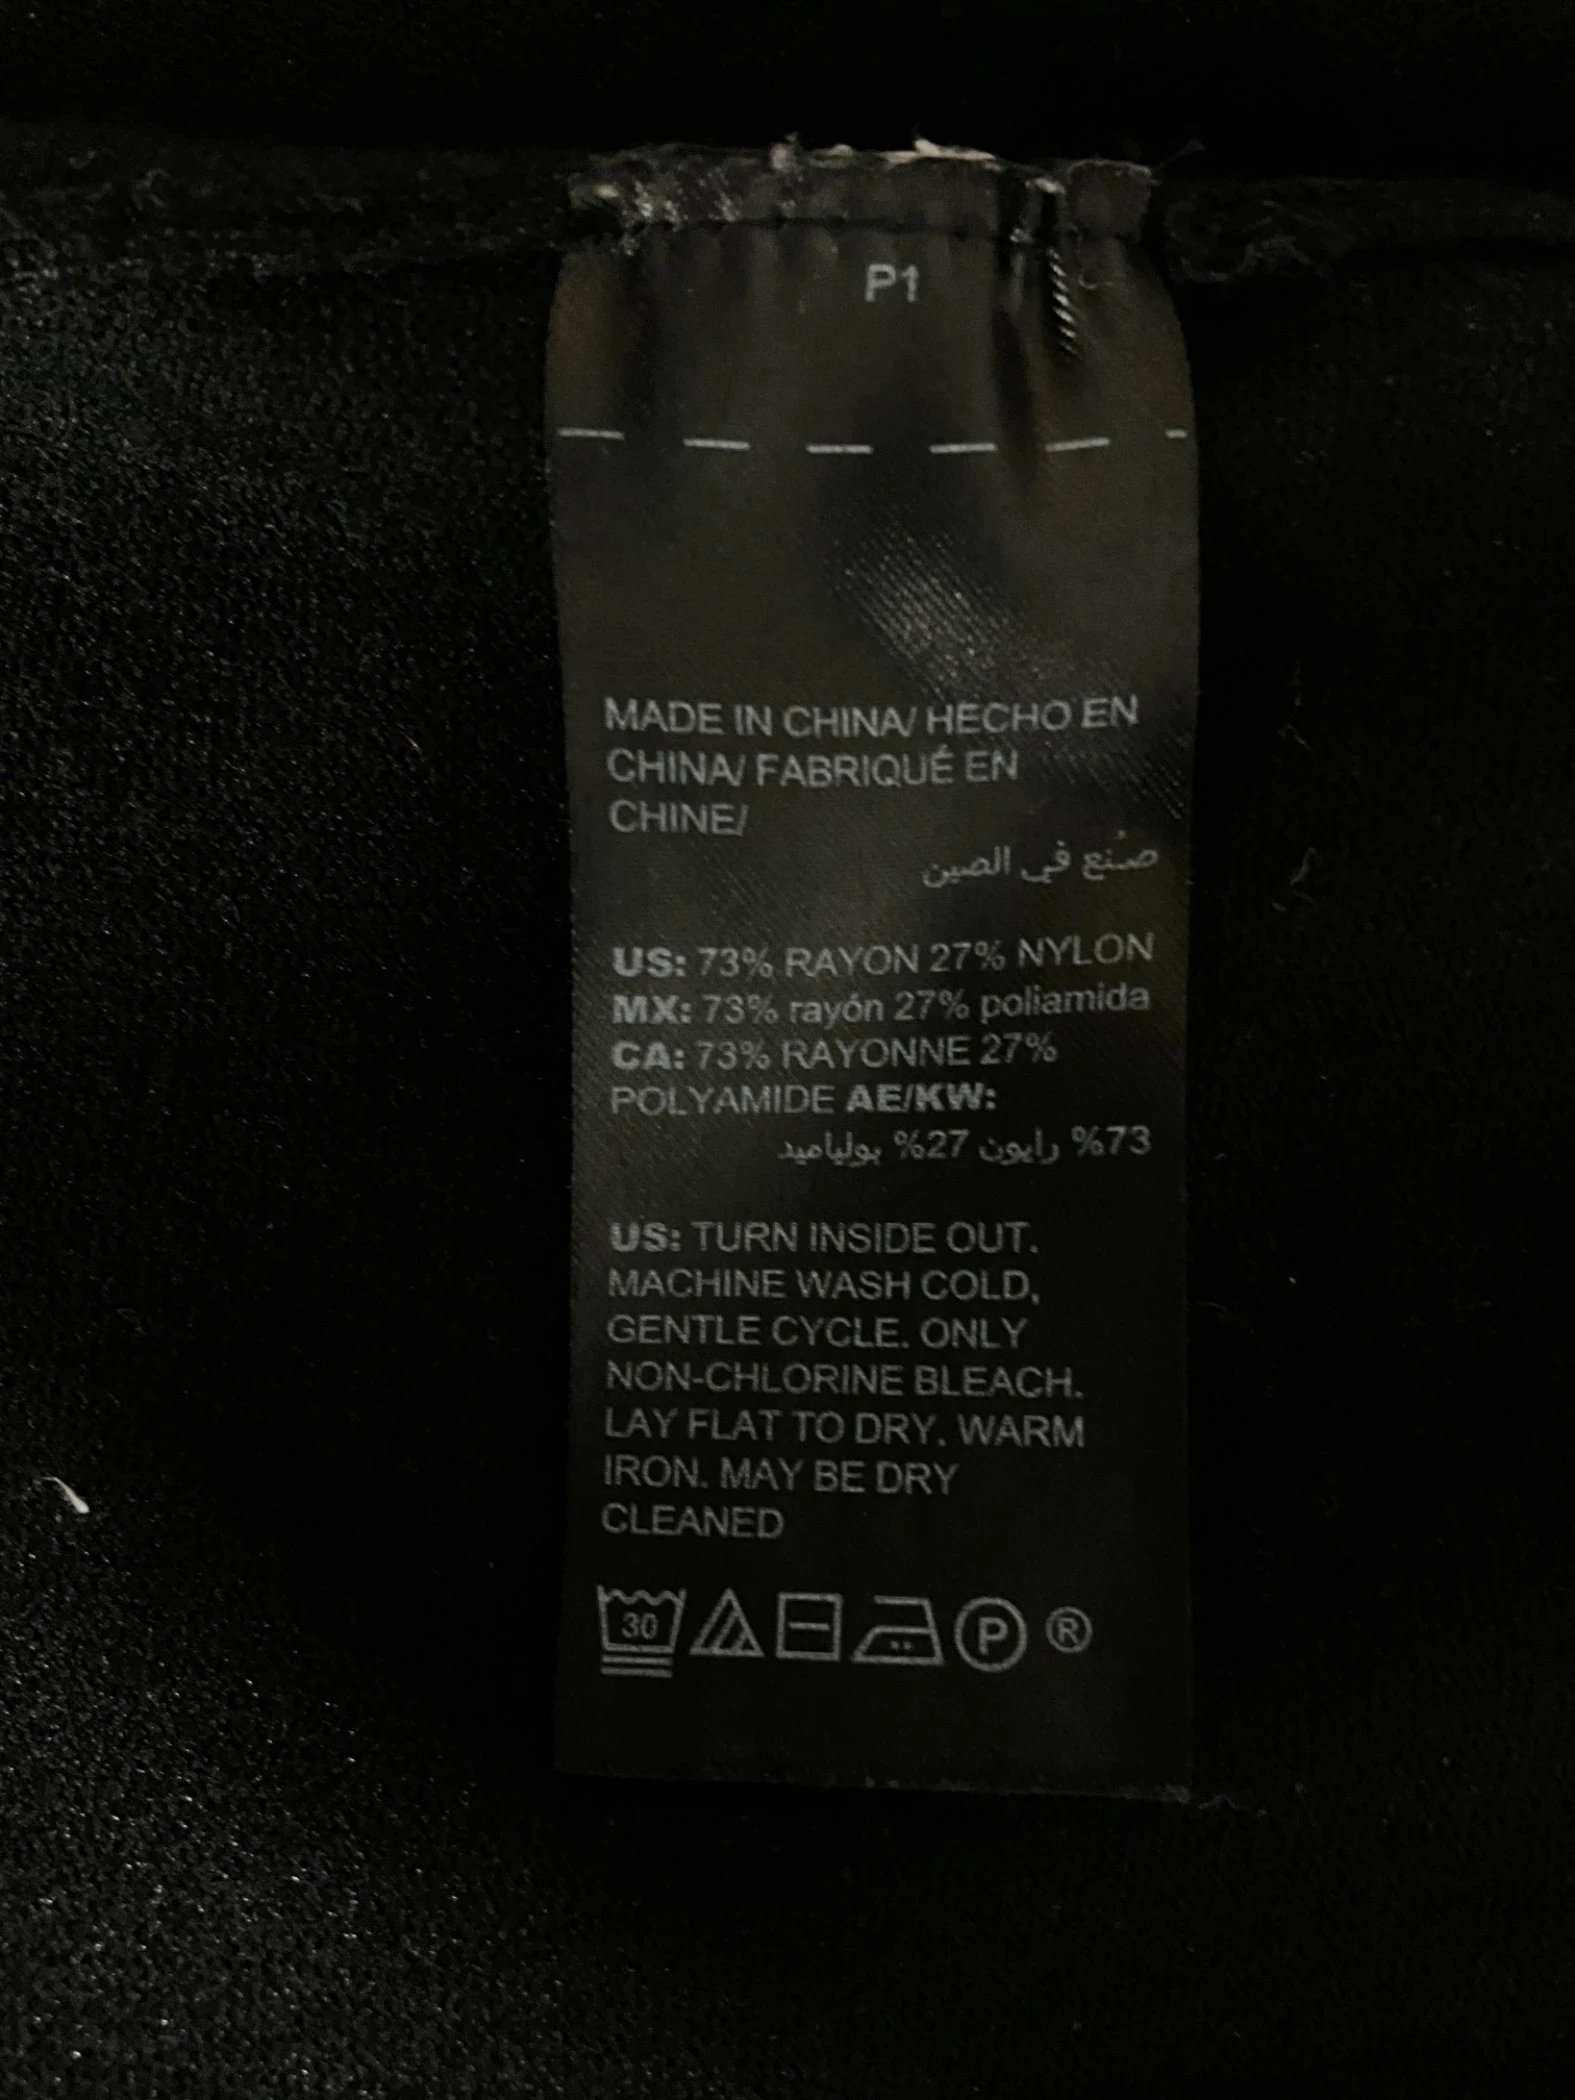 P1
MADE IN CHINA/ HECHO EN
CHINA/ FABRIQUÉ EN
CHINE/
صُنع في الصين
US: 73% RAYON 27% NYLON
MX: 73% rayón 27% poliamida
CA: 73% RAYONNE 27%
POLYAMIDE AE/KW:
73% رايون 27% بولياميد
US: TURN INSIDE OUT.
MACHINE WASH COLD,
GENTLE CYCLE. ONLY
NON-CHLORINE BLEACH.
LAY FLAT TO DRY. WARM
IRON. MAY BE DRY
CLEANED
30 P ®